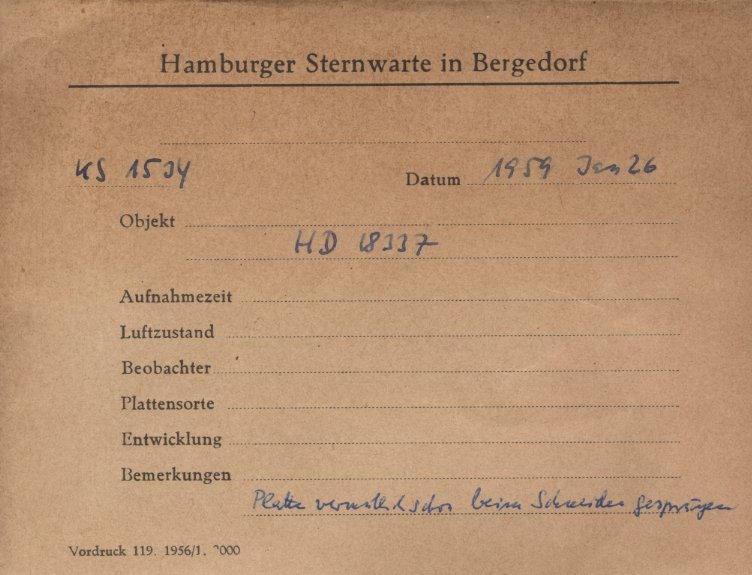 Hamburger Sternwarte in Bergedorf
KS 1534
Datum 1959 Jan 26
Objekt
HD 18337
Aufnahmezeit
Luftzustand
Beobachter
Plattensorte
Entwicklung
Bemerkungen
Platte schon beim Schneiden gesprungen
Vordruck 119. 1956/1. 2000